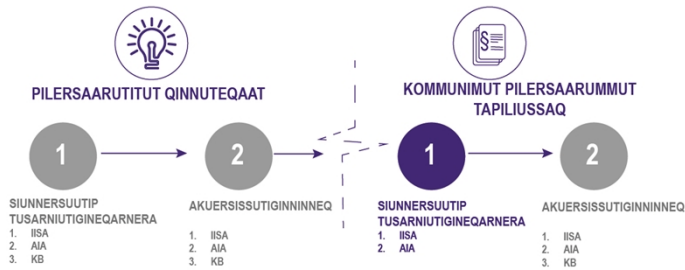 §
PILERSAARUTITUT QINNUTEQAAT
KOMMUNIMUT PILERSAARUMMUT
TAPILIUSSAQ
1
2
1
2
SIUNNERSUUTIP
TUSARNIUTIGINEQARNERA
1. IISA
2. AIA
3. KB
AKUERSISSUTIGINNINNEQ
1. IISA
2. AIA
3. KB
SIUNNERSUUTIP
TUSARNIUTIGINEQARNERA
1. IISA
2. AIA
AKUERSISSUTIGINNINNEQ
1. IISA
2. AIA
3. KB